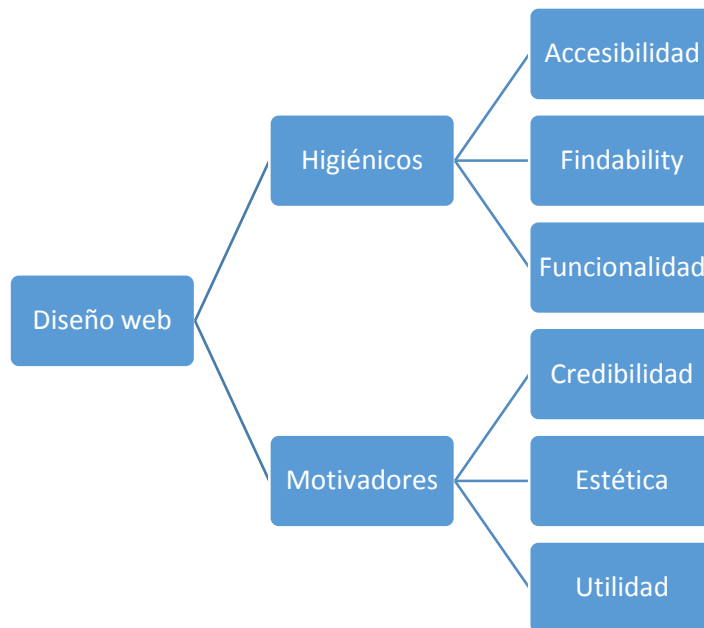 Diseño web
Higiénicos
Accesibilidad
Findability
Funcionalidad
Motivadores
Credibilidad
Estética
Utilidad